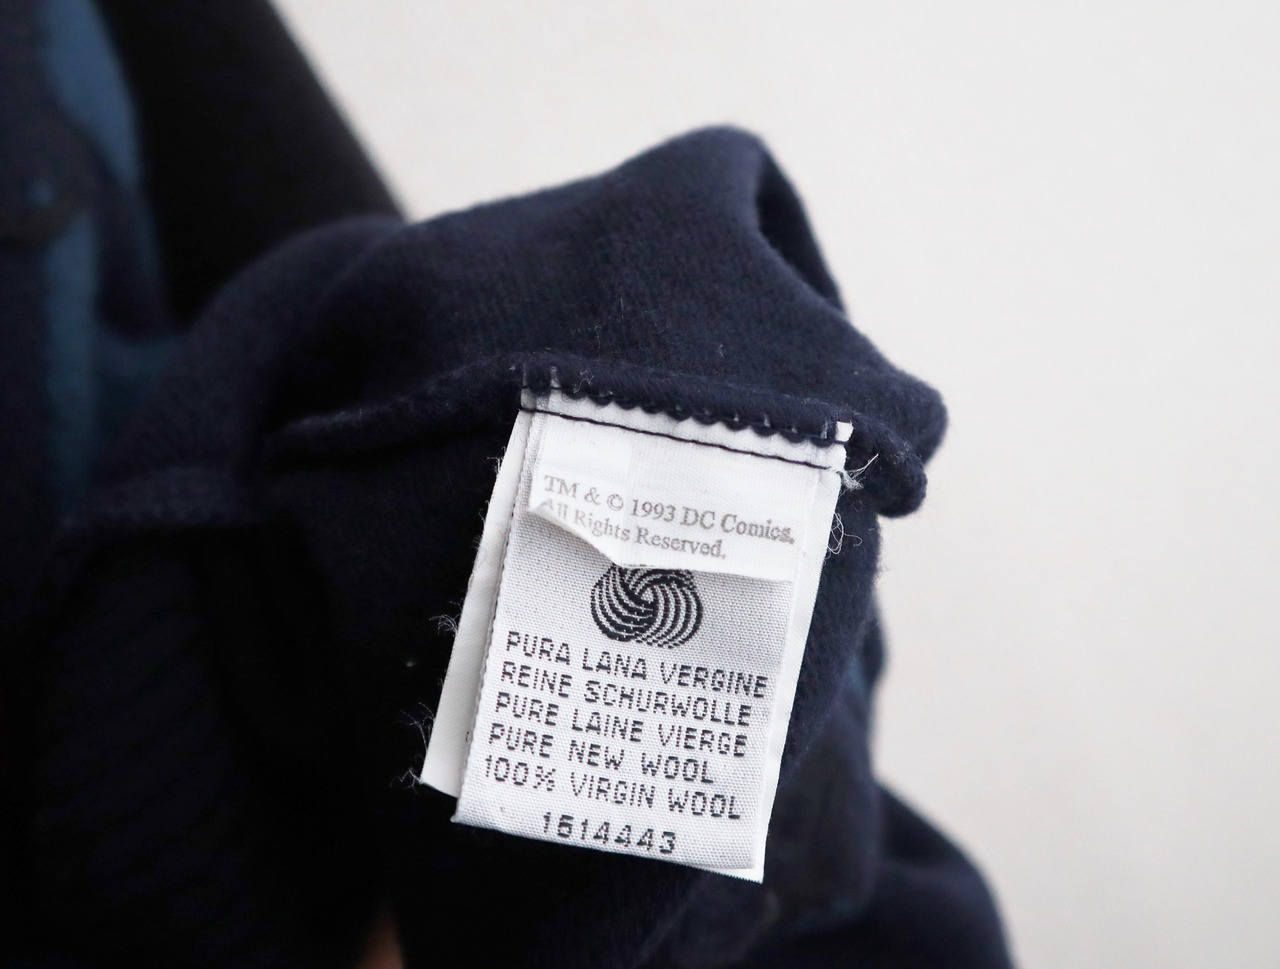 TM & © 1993 DC Comics.
All Rights Reserved.
PURA LANA VERGINE
REINE SCHURWOLLE
PURE LAINE VIERGE
PURE NEW WOOL
100% VIRGIN WOOL
1614443